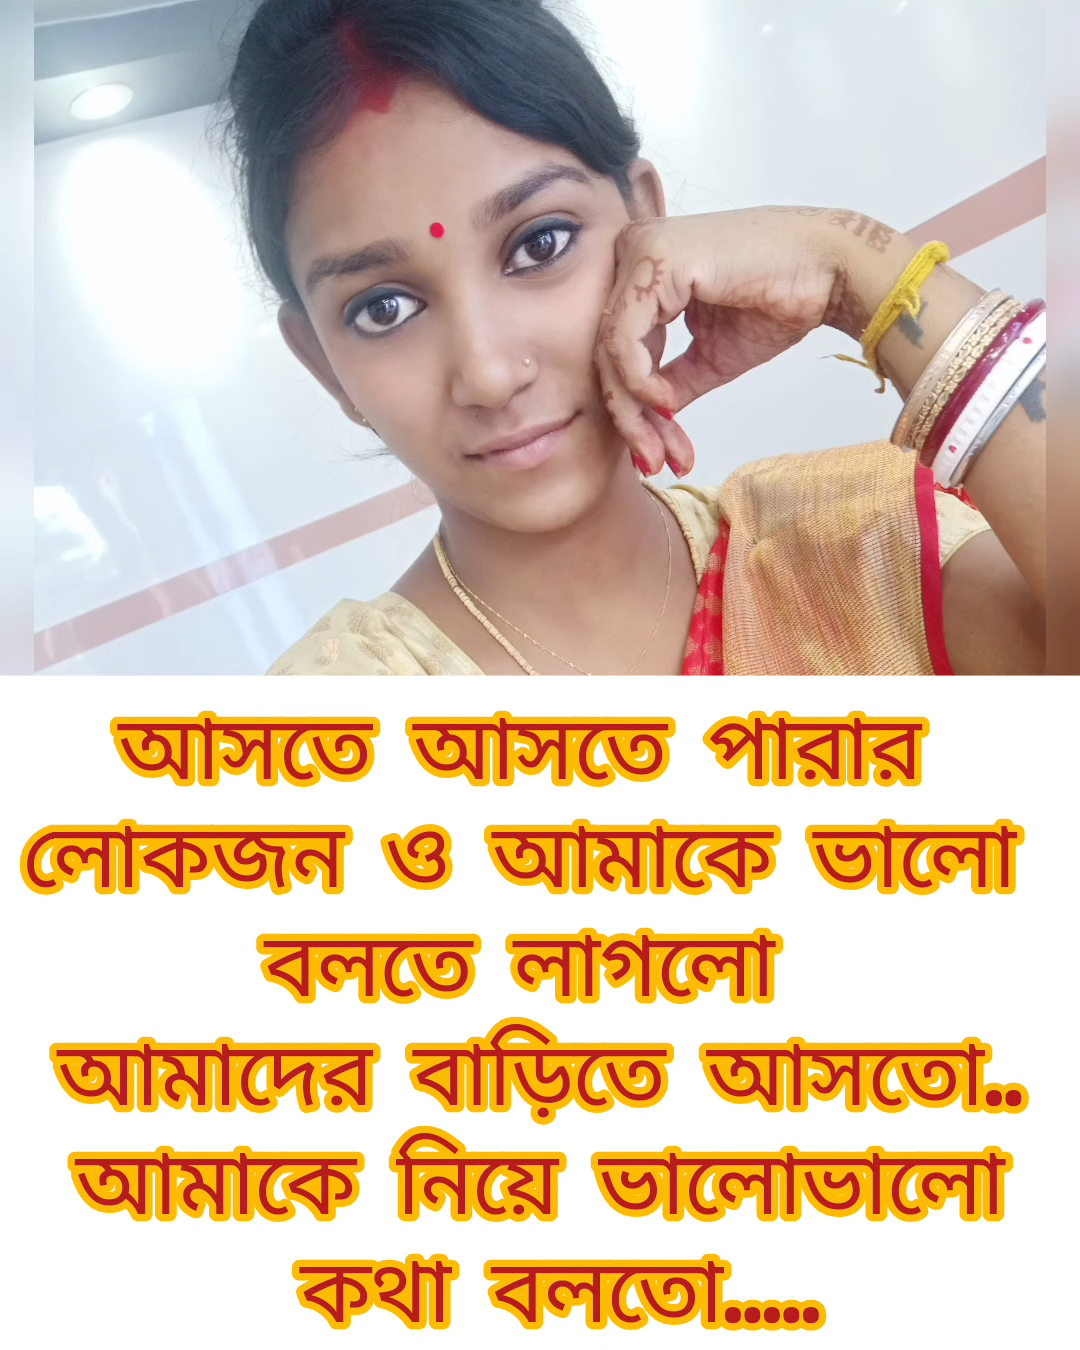 আসতে আসতে পারার
লোকজন ও আমাকে ভালো
বলতে লাগলো
আমাদের বাড়িতে আসতো..
আমাকে নিয়ে ভালোভালো
কথা বলতো.....